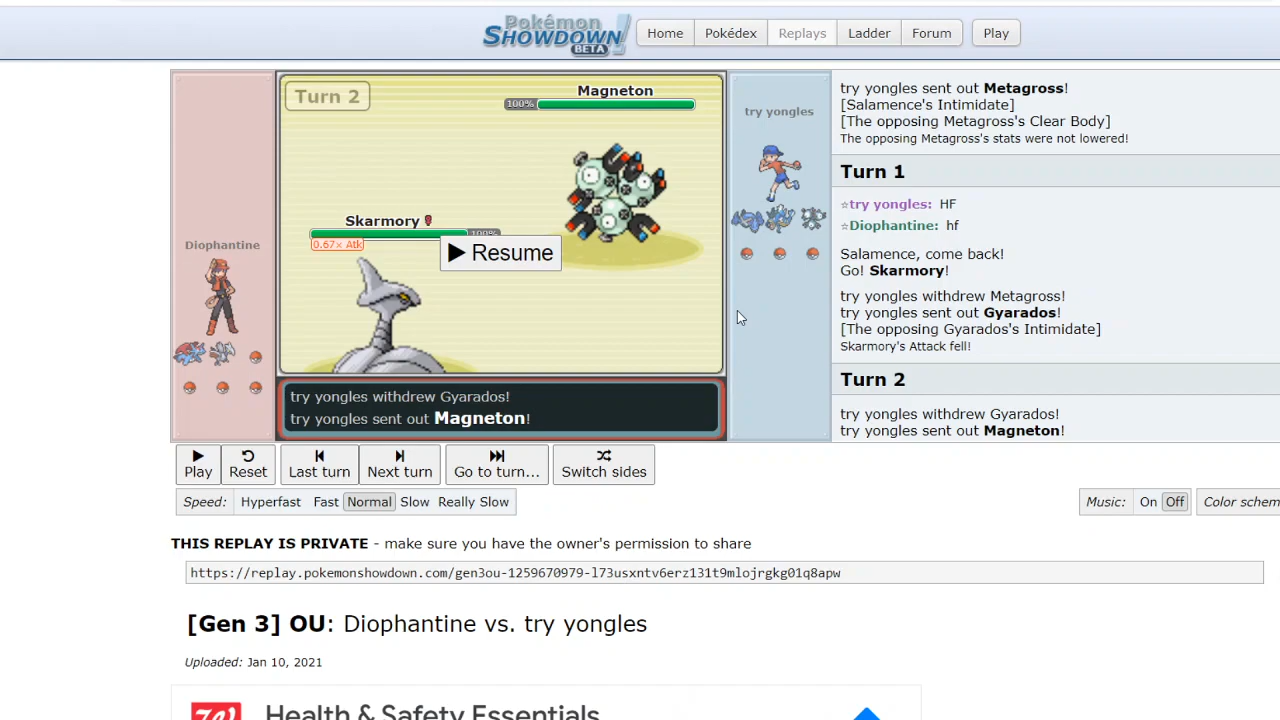 Pokémon
SHOWDOWN!
BETA
Home
Pokédex
Replays
Ladder
Forum
Play
Turn 2
Magneton
100%
Skarmory
100%
0.67× Atk
Resume
try yongles withdrew Gyarados!
try yongles sent out Magneton!
Diophantine
try yongles
try yongles sent out Metagross!
[Salamence's Intimidate]
[The opposing Metagross's Clear Body]
The opposing Metagross's stats were not lowered!
Turn 1
☆try yongles: HF
☆Diophantine: hf
Salamence, come back!
Go! Skarmory!
try yongles withdrew Metagross!
try yongles sent out Gyarados!
[The opposing Gyarados's Intimidate]
Skarmory's Attack fell!
Turn 2
try yongles withdrew Gyarados!
try yongles sent out Magneton!
Play
Reset
Last turn
Next turn
Go to turn...
Switch sides
Speed: Hyperfast Fast Normal Slow Really Slow
Music: On Off
Color schem
THIS REPLAY IS PRIVATE - make sure you have the owner's permission to share
https://replay.pokemonshowdown.com/gen3ou-1259670979-l73usxntv6erz131t9mlojrgkg01q8apw
[Gen 3] OU: Diophantine vs. try yongles
Uploaded: Jan 10, 2021
Health & Safety Essentials